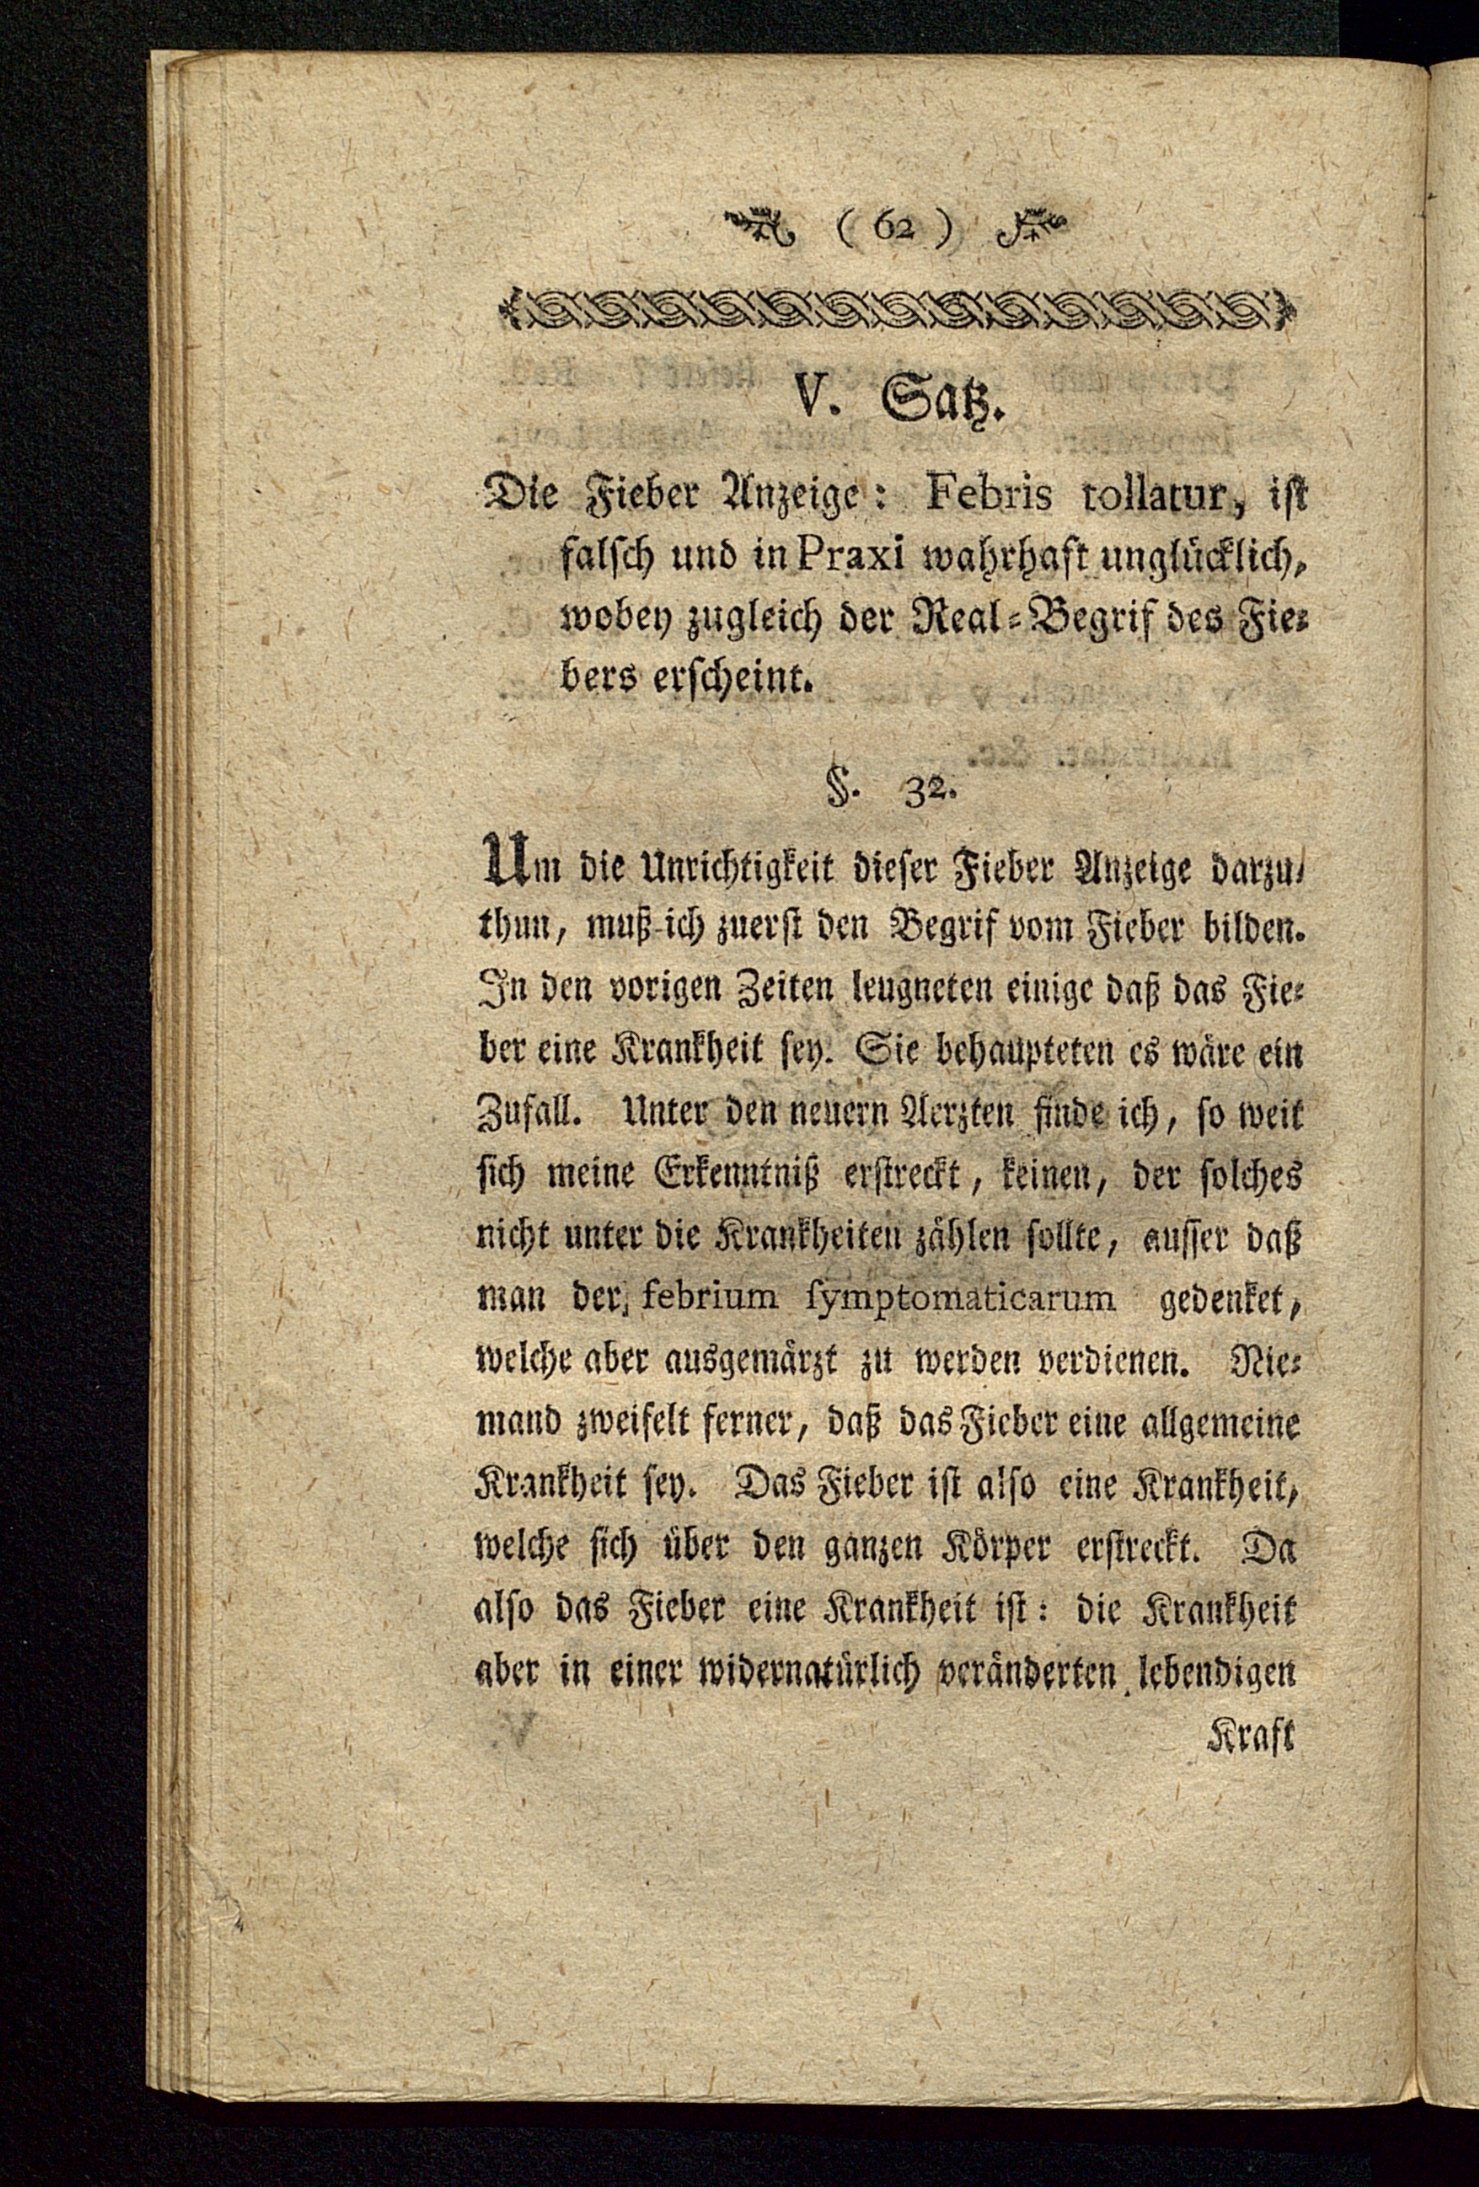 ( 62 )
V. Satz.
Die Fieber Anzeige: Febris tollatur, ist
falsch und in Praxi wahrhaft unglücklich,
wobey zugleich der Real-Begrif des Fie-
bers erscheint.
§. 32.
Um die Unrichtigkeit dieser Fieber Anzeige darzu-
thun, muß ich zuerst den Begrif vom Fieber bilden.
In den vorigen Zeiten leugneten einige daß das Fie-
ber eine Krankheit sey. Sie behaupteten es wäre ein
Zufall. Unter den neuern Aerzten finde ich, so weit
sich meine Erkenntniß erstreckt, keinen, der solches
nicht unter die Krankheiten zählen sollte, ausser daß
man der febrium symptomaticarum gedenket,
welche aber ausgemärzt zu werden verdienen. Nie-
mand zweifelt ferner, daß das Fieber eine allgemeine
Krankheit sey. Das Fieber ist also eine Krankheit,
welche sich über den ganzen Körper erstreckt. Da
also das Fieber eine Krankheit ist: die Krankheit
aber in einer widernatürlich veränderten lebendigen
Kraft